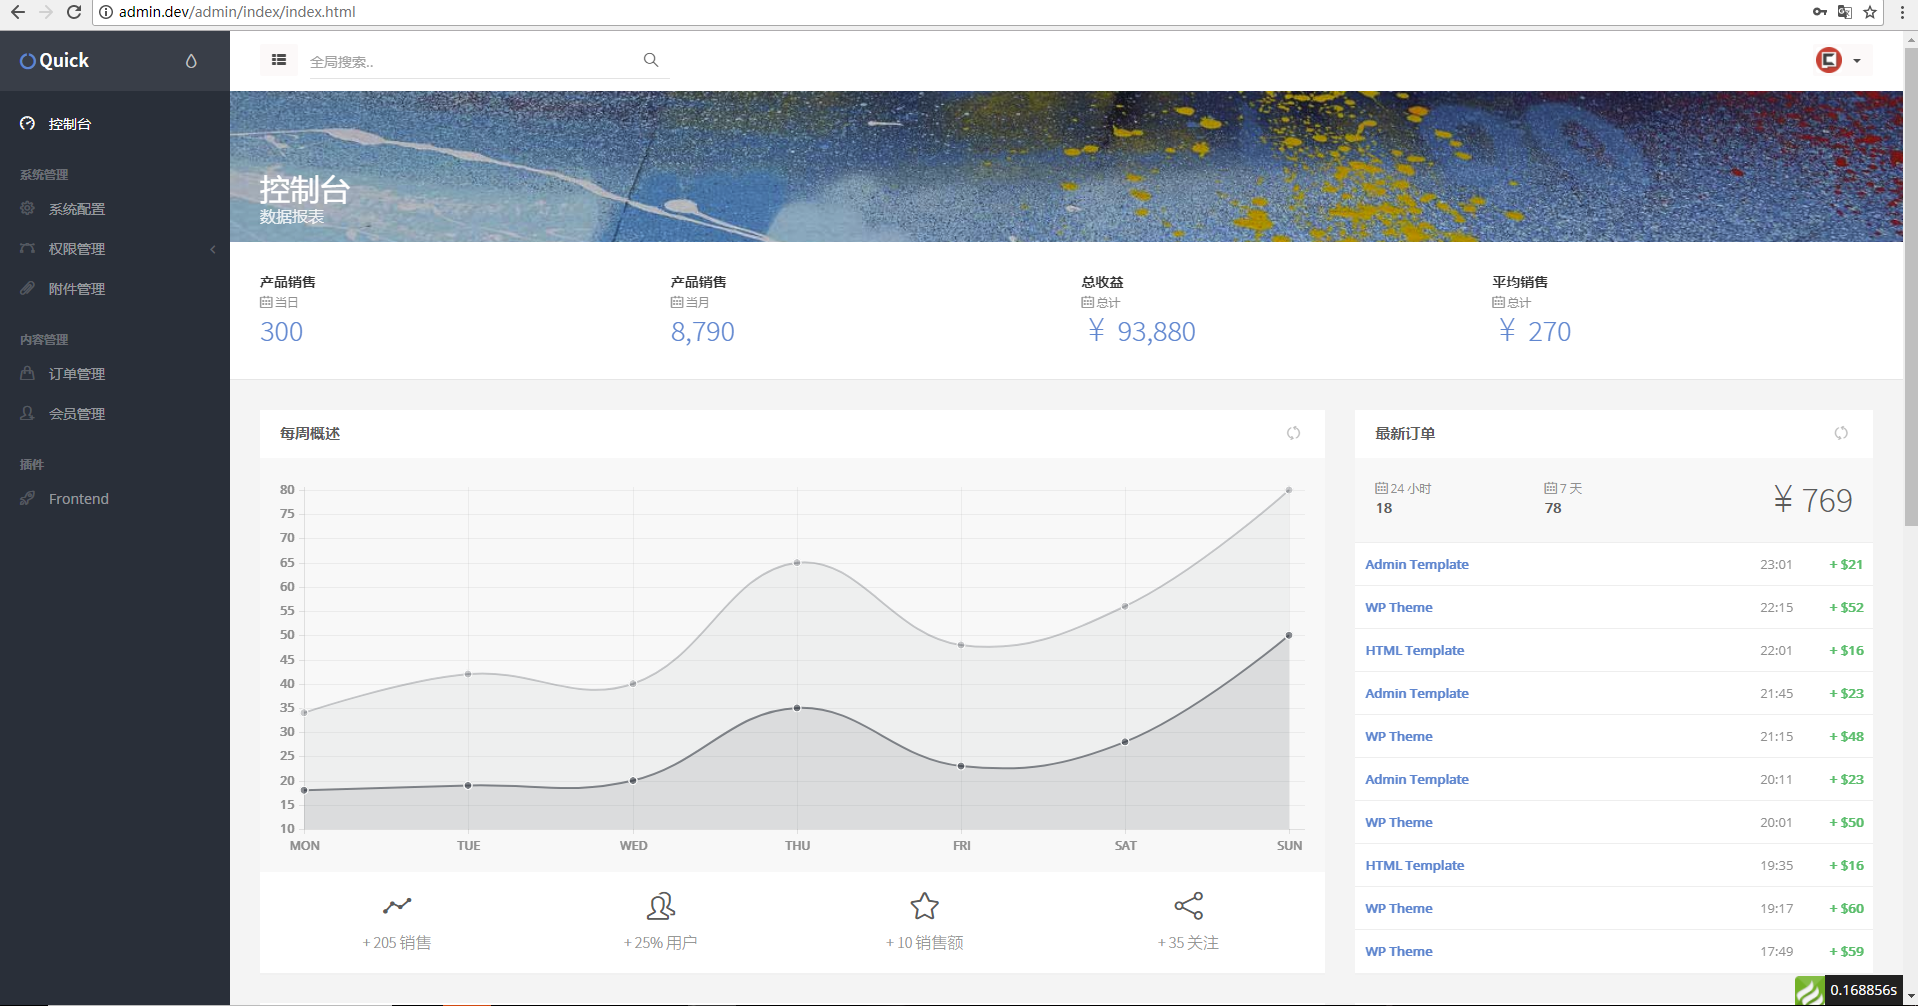 admin.dev/admin/index/index.html
Quick
全局搜索..
控制台
系统管理
系统配置
权限管理
附件管理
内容管理
订单管理
会员管理
插件
Frontend
控制台
数据报表
产品销售
当日
300
产品销售
当月
8,790
总收益
总计
¥ 93,880
平均销售
总计
¥ 270
每周概述
80
75
70
65
60
55
50
45
40
35
30
25
20
15
10
MON TUE WED THU FRI SAT SUN
+ 205 销售
+ 25% 用户
+ 10 销售额
+ 35 关注
最新订单
24 小时
18
7 天
78
¥ 769
Admin Template 23:01 + $21
WP Theme 22:15 + $52
HTML Template 22:01 + $16
Admin Template 21:45 + $23
WP Theme 21:15 + $48
Admin Template 20:11 + $23
WP Theme 20:01 + $50
HTML Template 19:35 + $16
WP Theme 19:17 + $60
WP Theme 17:49 + $59
0.168856s